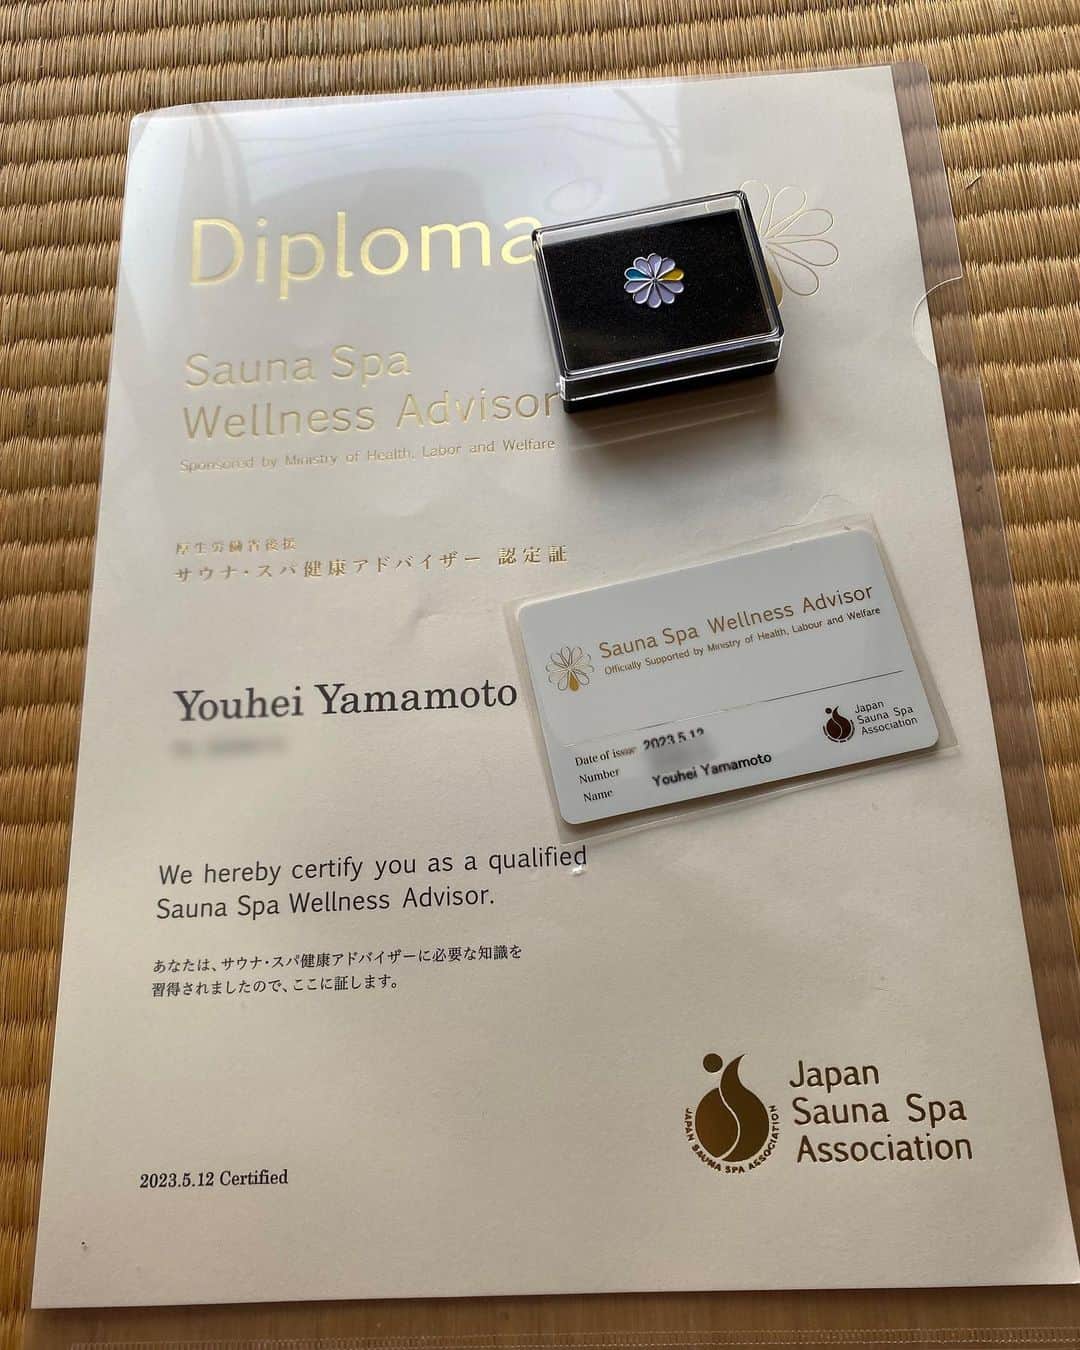 Diploma
Sauna Spa
Wellness Advisor
Sponsored by Ministry of Health, Labor and Welfare
厚生労働省後援
サウナ・スパ健康アドバイザー 認定証
Youhei Yamamoto
Sauna Spa Wellness Advisor
Officially Supported by Ministry of Health, Labour and Welfare
Japan
Sauna Spa
Association
Date of issue 2023.5.12
Number
Name Youhei Yamamoto
We hereby certify you as a qualified
Sauna Spa Wellness Advisor.
あなたは、サウナ・スパ健康アドバイザーに必要な知識を
習得されましたので、ここに証します。
JAPAN SAUNA SPA ASSOCIATION
Japan
Sauna Spa
Association
2023.5.12 Certified